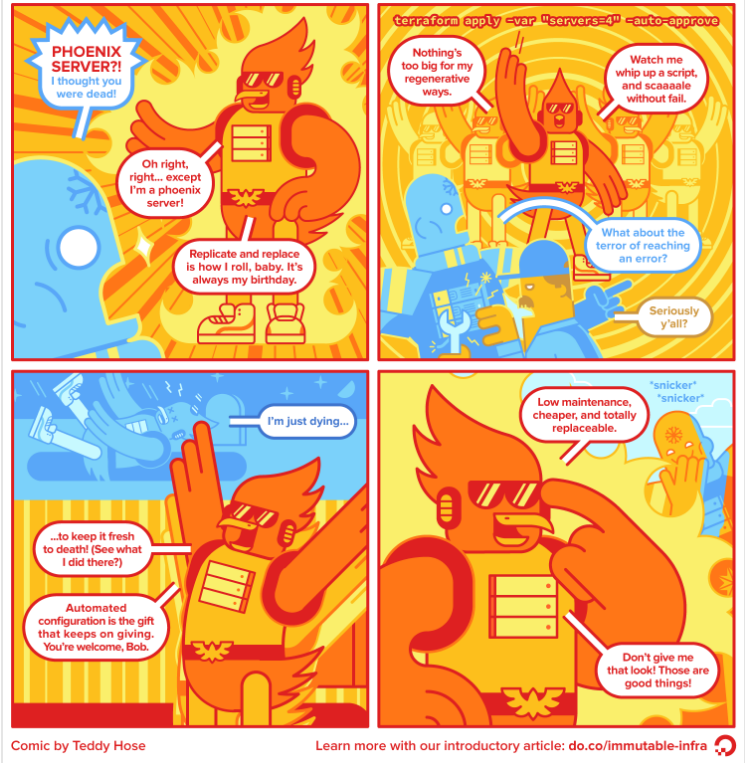 PHOENIX
SERVER?!
I thought you
were dead!
Oh right,
right... except
I'm a phoenix
server!
Replicate and replace
is how I roll, baby. It's
always my birthday.
terraform apply -var "servers=4" -auto-approve
Nothing's
too big for my
regenerative
ways.
Watch me
whip up a script,
and scaaaale
without fail.
What about the
terror of reaching
an error?
Seriously
y'all?
I'm just dying...
...to keep it fresh
to death! (See what
I did there?)
Automated
configuration is the gift
that keeps on giving.
You're welcome, Bob.
Low maintenance,
cheaper, and totally
replaceable.
*snicker*
*snicker*
Don't give me
that look! Those are
good things!
Comic by Teddy Hose
Learn more with our introductory article: do.co/immutable-infra